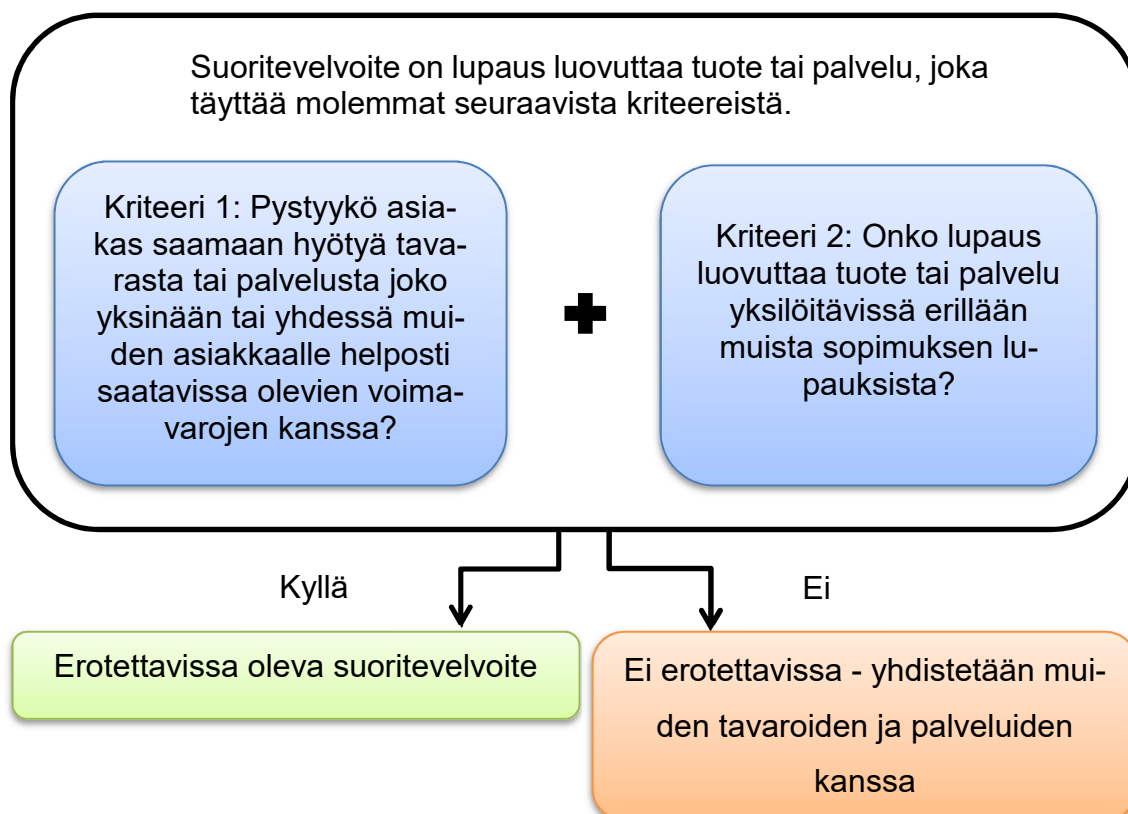 Suoritevelvoite on lupaus luovuttaa tuote tai palvelu, joka
täyttää molemmat seuraavista kriteereistä.
Kriteeri 1: Pystyykö asia-
kas saamaan hyötyä tava-
rasta tai palvelusta joko
yksinään tai yhdessä mui-
den asiakkaalle helposti
saatavissa olevien voima-
varojen kanssa?
Kriteeri 2: Onko lupaus
luovuttaa tuote tai palvelu
yksilöitävissä erillään
muista sopimuksen lu-
pauksista?
Kyllä
Ei
Erotettavissa oleva suoritevelvoite
Ei erotettavissa - yhdistetään mui-
den tavaroiden ja palveluiden
kanssa